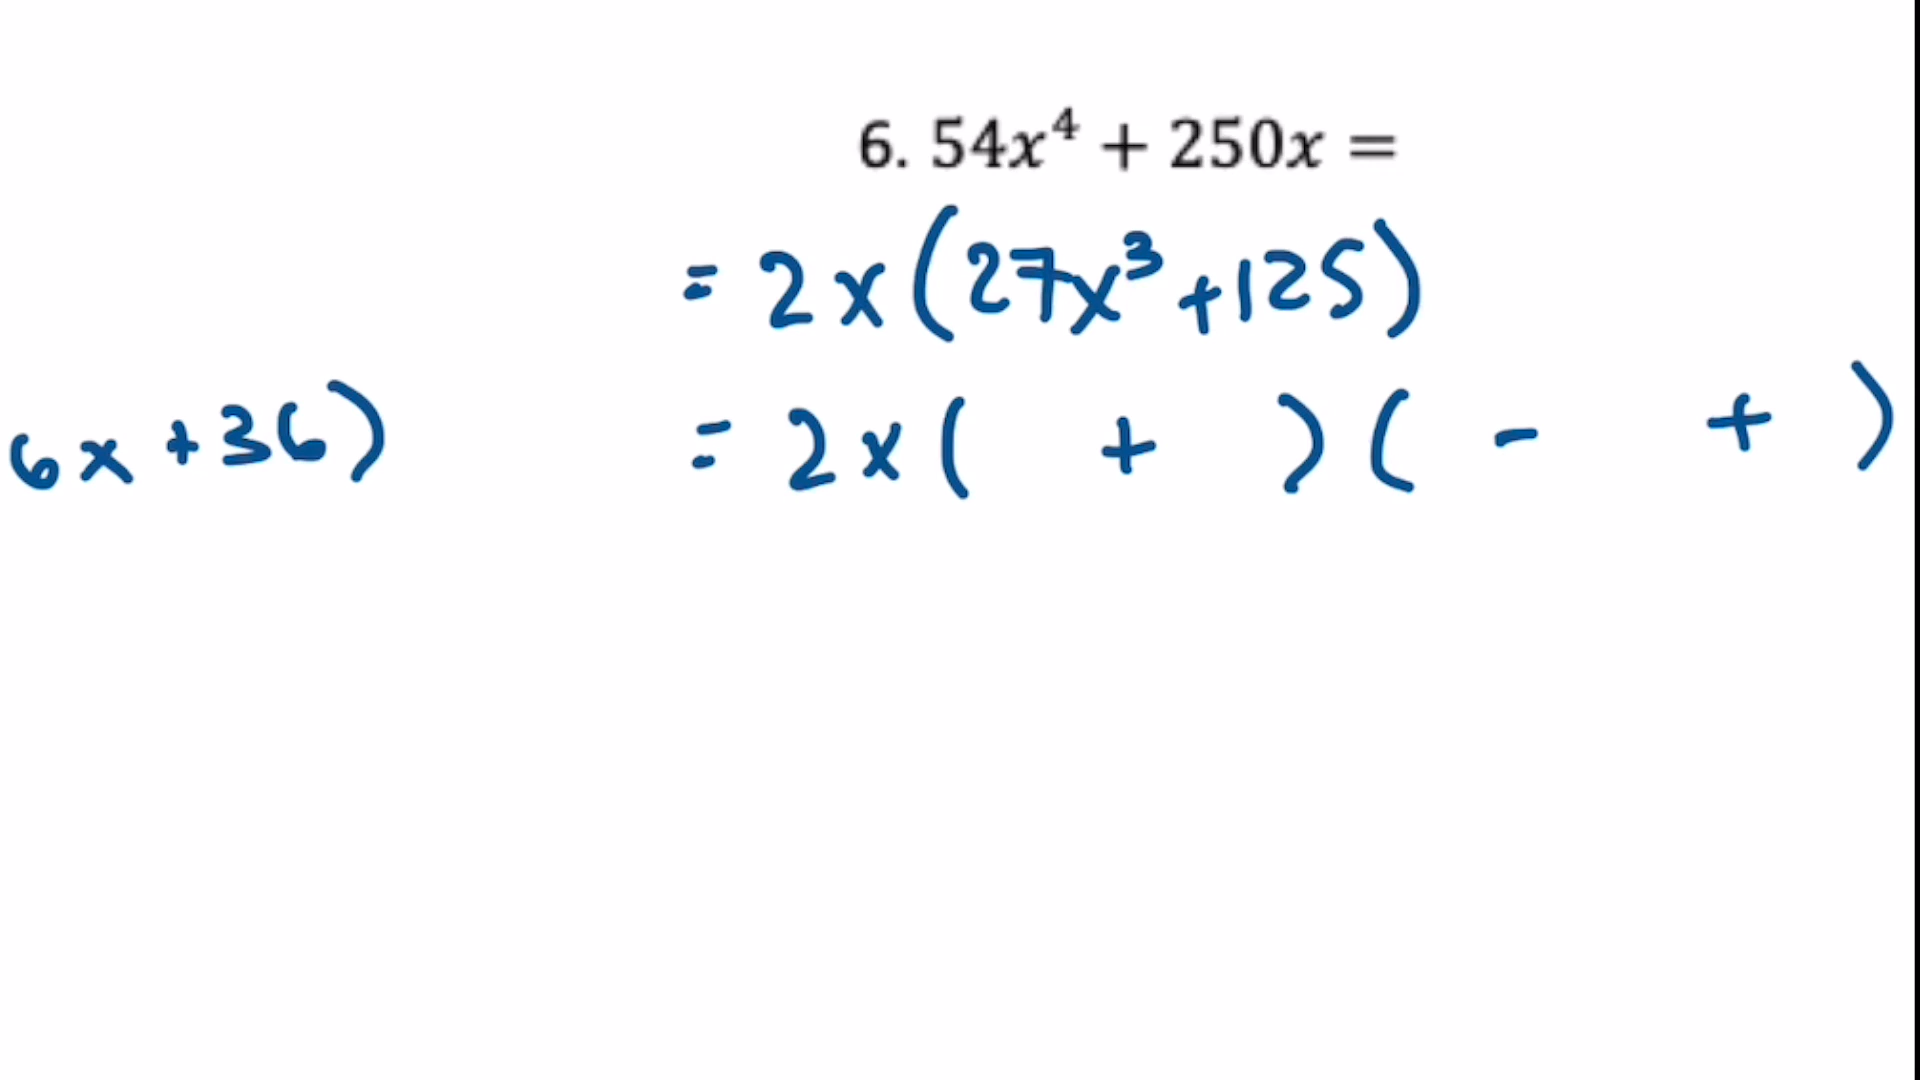 6. 54x⁴ + 250x =
= 2x(27x³+125)
6x+36)
= 2x( + )( - + )